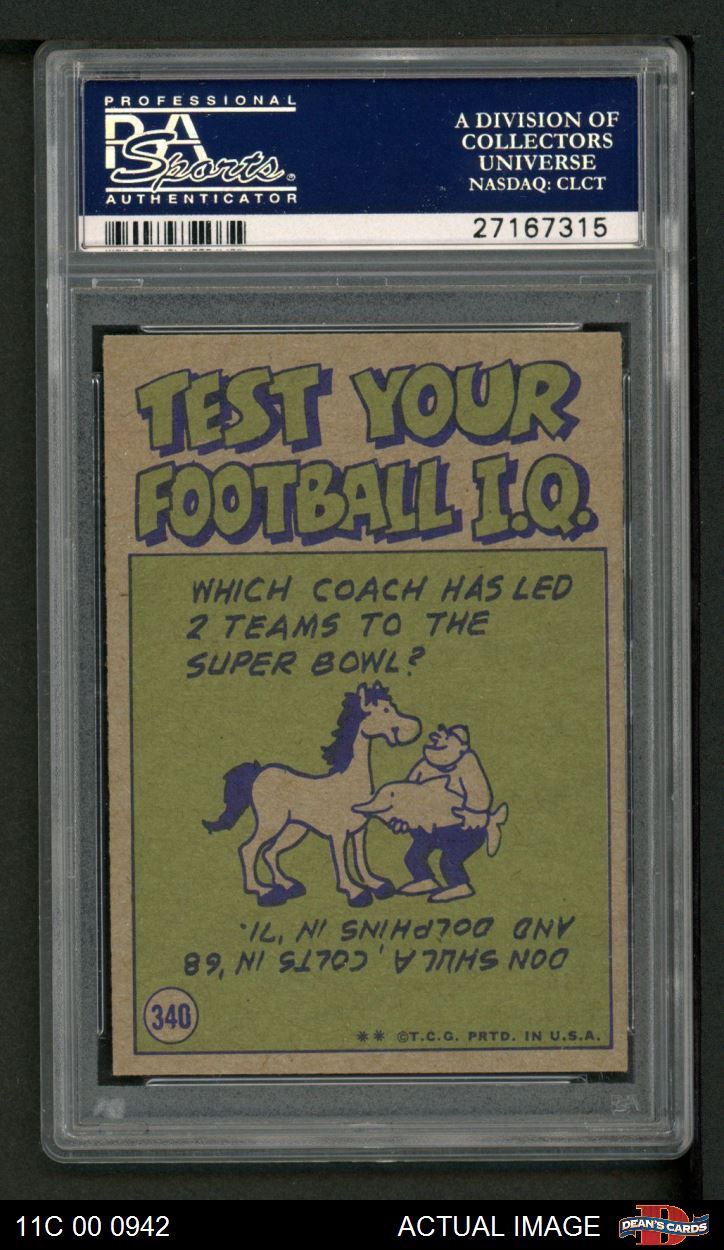 PROFESSIONAL
PSA
Sports
AUTHENTICATOR
A DIVISION OF
COLLECTORS
UNIVERSE
NASDAQ: CLCT
27167315
TEST YOUR
FOOTBALL I.Q.
WHICH COACH HAS LED
2 TEAMS TO THE
SUPER BOWL?
DON SHULA, COLTS IN '68
AND DOLPHINS IN '71.
340
** ©T.C.G. PRTD. IN U.S.A.
11C 00 0942
ACTUAL IMAGE
D
DEAN'S CARDS